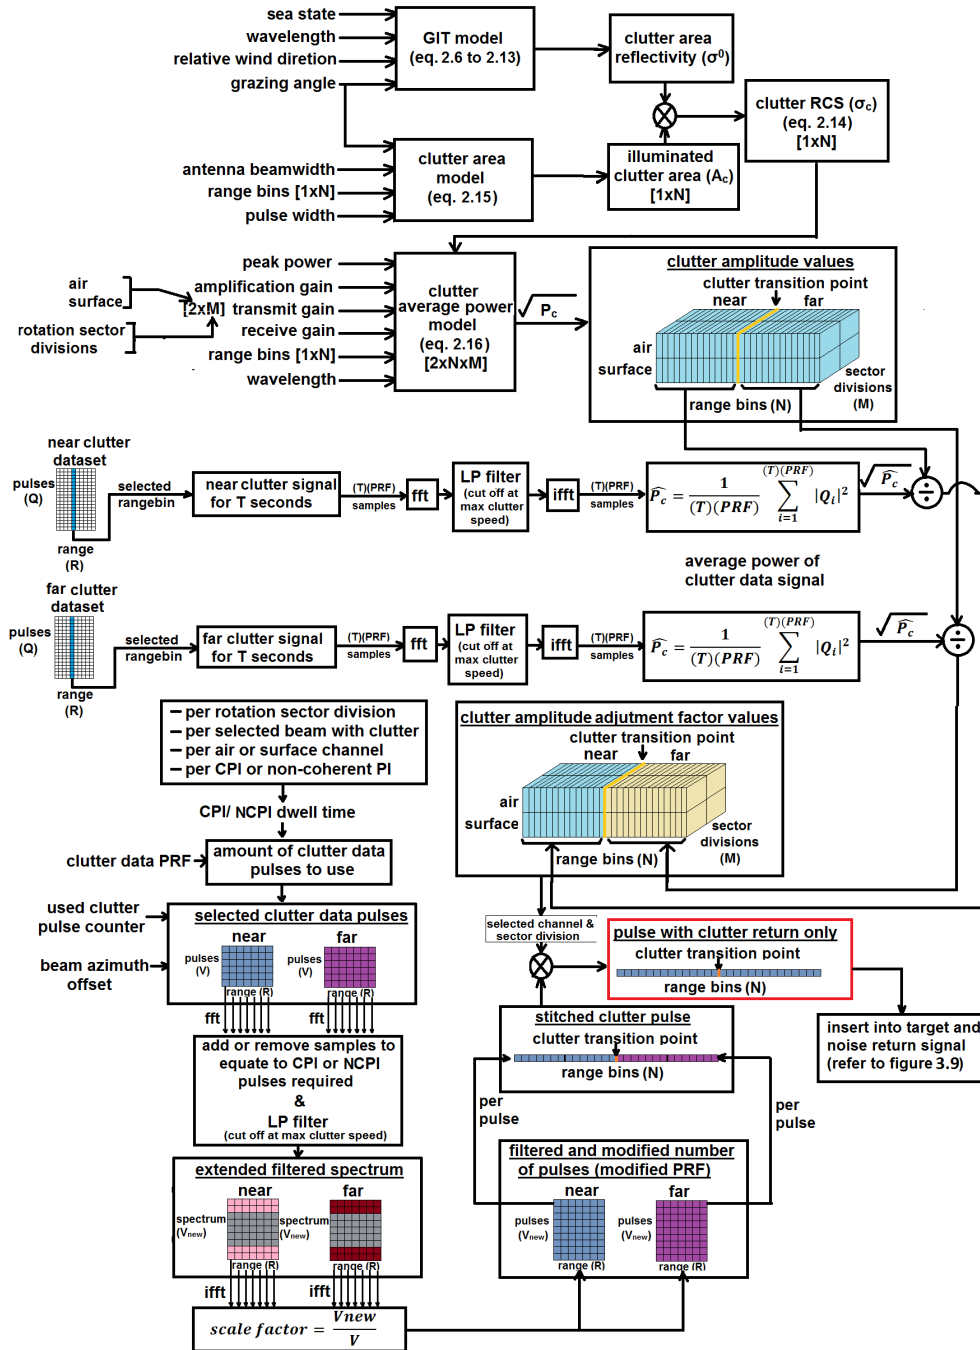 sea state
wavelength
relative wind diretion
grazing angle
GIT model
(eq. 2.6 to 2.13)
clutter area
reflectivity (σ⁰)
clutter RCS (σc)
(eq. 2.14)
[1xN]
antenna beamwidth
range bins [1xN]
pulse width
clutter area
model
(eq. 2.15)
illuminated
clutter area (Ac)
[1xN]
air
surface
rotation sector
divisions
[2xM]
peak power
amplification gain
transmit gain
receive gain
range bins [1xN]
wavelength
clutter
average power
model
(eq. 2.16)
[2xNxM]
√Pc
clutter amplitude values
clutter transition point
near far
air
surface
sector
divisions
(M)
range bins (N)
near clutter
dataset
pulses
(Q)
range
(R)
selected
rangebin
near clutter signal
for T seconds
(T)(PRF)
samples
fft
LP filter
(cut off at
max clutter
speed)
ifft
(T)(PRF)
samples
P̂c = 1/(T)(PRF) ∑ i=1 (T)(PRF) |Qi|²
√P̂c
÷
average power of
clutter data signal
far clutter
dataset
pulses
(Q)
range
(R)
selected
rangebin
far clutter signal
for T seconds
(T)(PRF)
samples
fft
LP filter
(cut off at
max clutter
speed)
ifft
(T)(PRF)
samples
P̂c = 1/(T)(PRF) ∑ i=1 (T)(PRF) |Qi|²
√P̂c
÷
– per rotation sector division
– per selected beam with clutter
– per air or surface channel
– per CPI or non-coherent PI
CPI/ NCPI dwell time
clutter data PRF
amount of clutter data
pulses to use
used clutter
pulse counter
beam azimuth
offset
selected clutter data pulses
near far
pulses
(V)
pulses
(V)
range (R) range (R)
fft fft
add or remove samples to
equate to CPI or NCPI
pulses required
&
LP filter
(cut off at max clutter speed)
extended filtered spectrum
near far
spectrum
(Vnew)
spectrum
(Vnew)
range (R) range (R)
ifft ifft
scale factor = Vnew/V
clutter amplitude adjutment factor values
clutter transition point
near far
air
surface
sector
divisions
(M)
range bins (N)
selected channel &
sector division
pulse with clutter return only
clutter transition point
range bins (N)
stitched clutter pulse
clutter transition point
range bins (N)
insert into target and
noise return signal
(refer to figure 3.9)
per
pulse
per
pulse
filtered and modified number
of pulses (modified PRF)
near far
pulses
(Vnew)
pulses
(Vnew)
range (R) range (R)